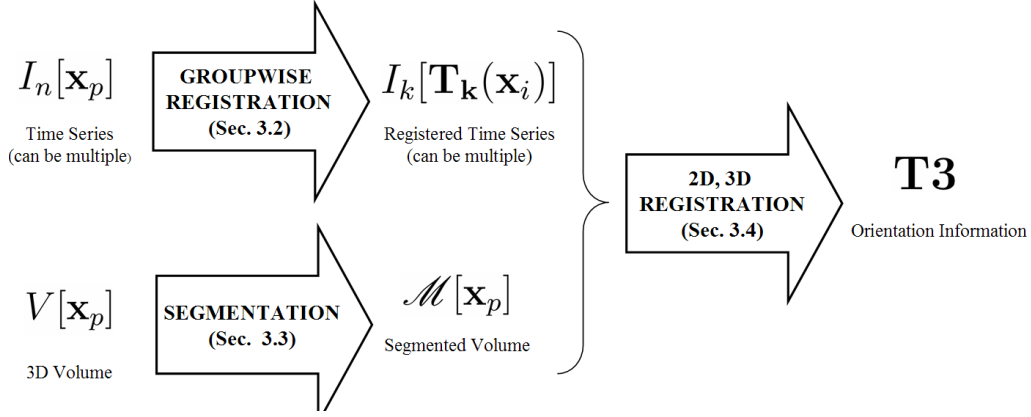 I_n[x_p]
Time Series
(can be multiple)
GROUPWISE
REGISTRATION
(Sec. 3.2)
I_k[T_k(x_i)]
Registered Time Series
(can be multiple)
V[x_p]
3D Volume
SEGMENTATION
(Sec. 3.3)
ℳ[x_p]
Segmented Volume
2D, 3D
REGISTRATION
(Sec. 3.4)
T3
Orientation Information